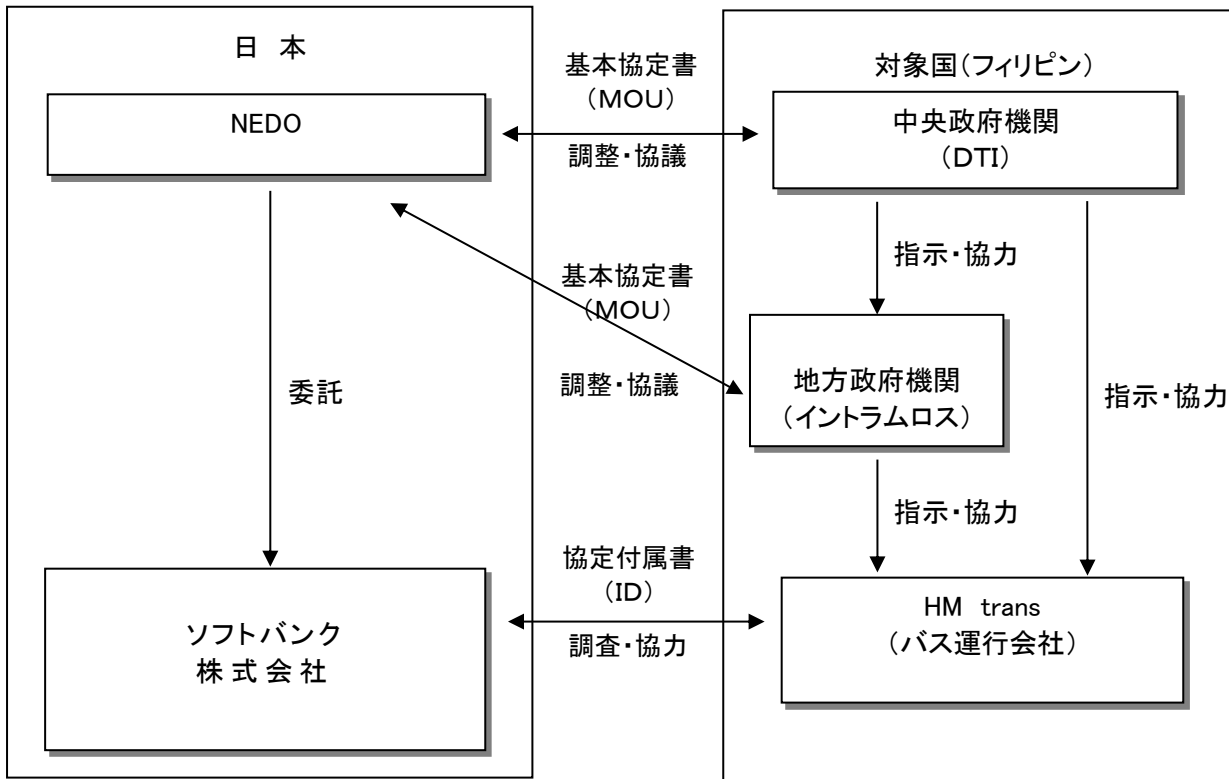 日 本
NEDO
基本協定書
(MOU)
調整・協議
対象国(フィリピン)
中央政府機関
(DTI)
指示・協力
基本協定書
(MOU)
調整・協議
委託
地方政府機関
(イントラムロス)
指示・協力
指示・協力
協定付属書
(ID)
調査・協力
ソフトバンク
株 式 会 社
HM trans
(バス運行会社)